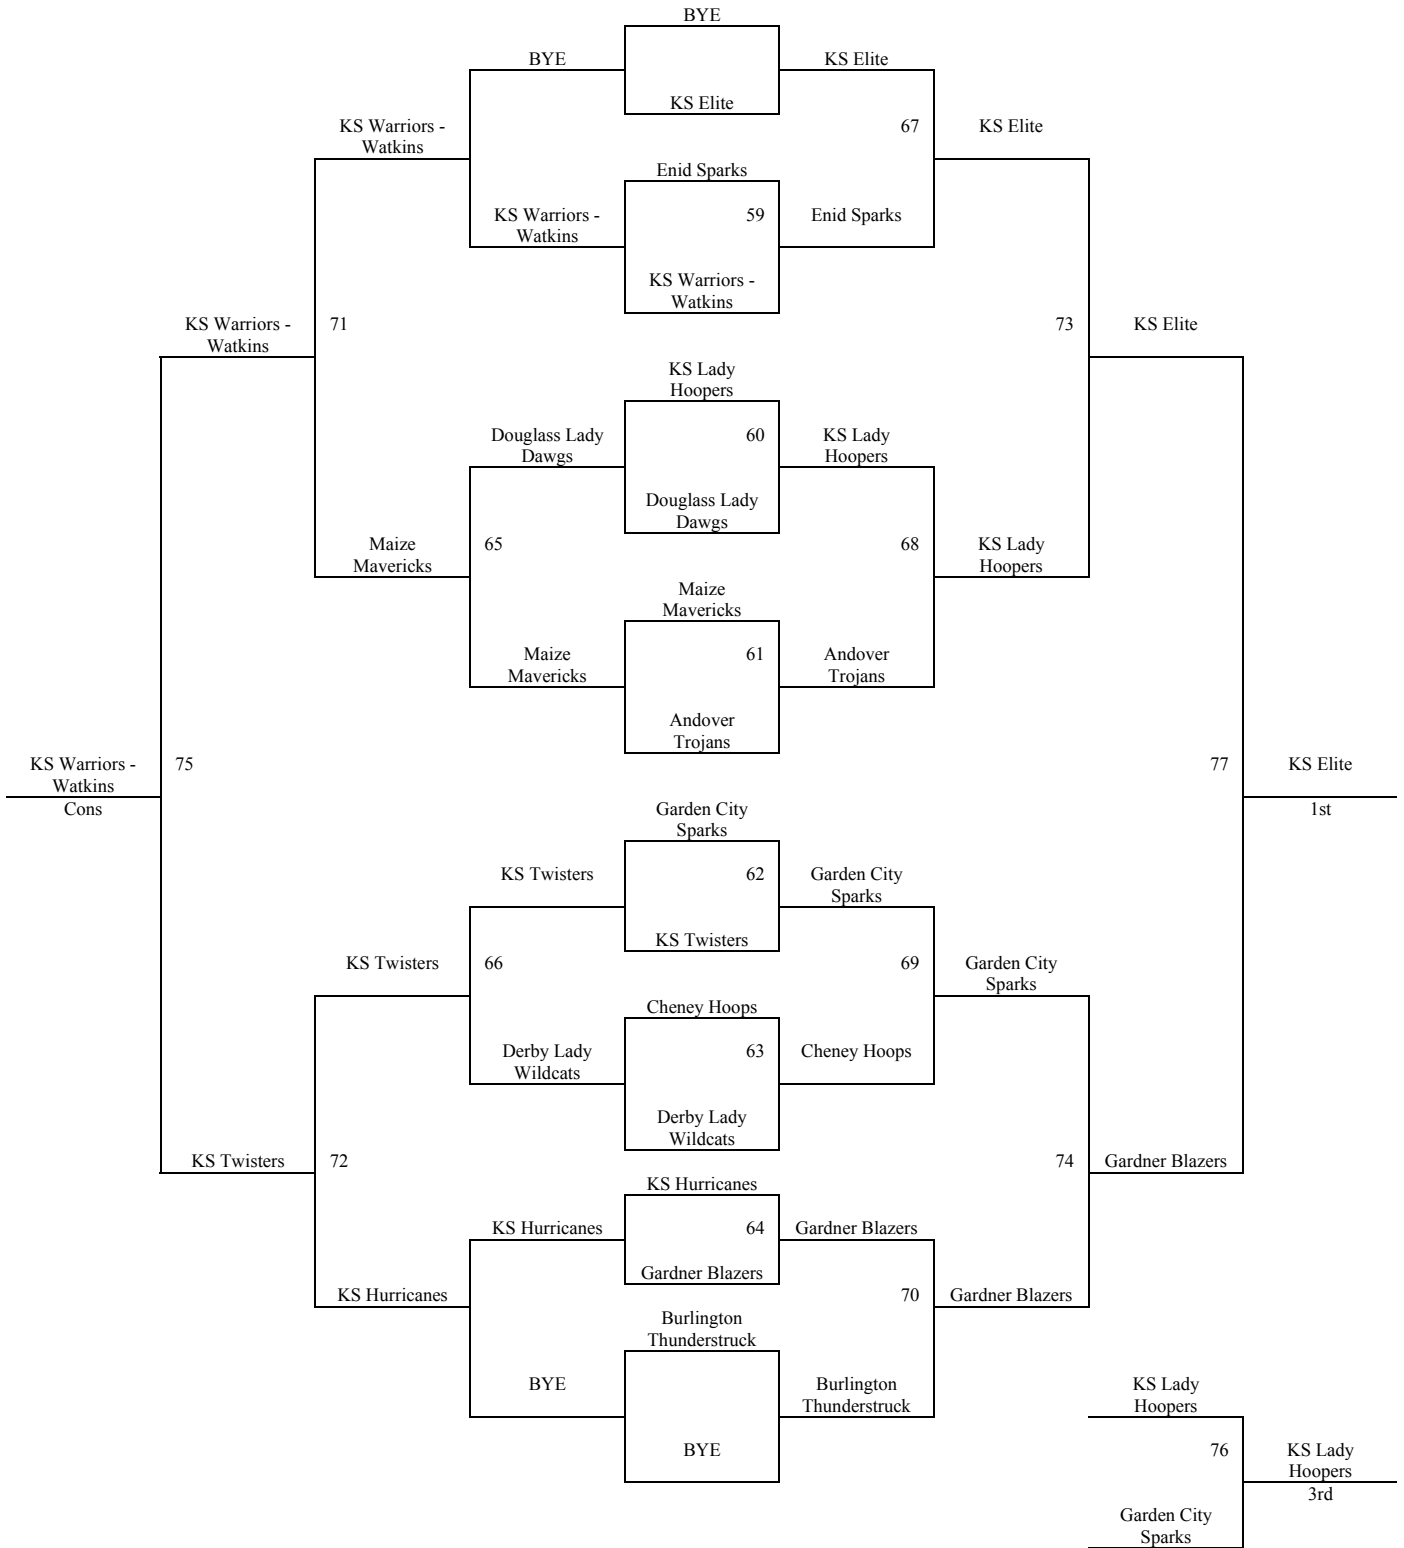 BYE
BYE
KS Elite
KS Elite
KS Warriors -
Watkins
67
KS Elite
Enid Sparks
KS Warriors -
Watkins
59
Enid Sparks
KS Warriors -
Watkins
KS Warriors -
Watkins
71
73
KS Elite
KS Lady
Hoopers
Douglass Lady
Dawgs
60
KS Lady
Hoopers
Douglass Lady
Dawgs
Maize
Mavericks
65
68
KS Lady
Hoopers
Maize
Mavericks
Maize
Mavericks
61
Andover
Trojans
Andover
Trojans
KS Warriors -
Watkins
Cons
75
77
KS Elite
1st
Garden City
Sparks
KS Twisters
62
Garden City
Sparks
KS Twisters
KS Twisters
66
69
Garden City
Sparks
Cheney Hoops
Derby Lady
Wildcats
63
Cheney Hoops
Derby Lady
Wildcats
KS Twisters
72
74
Gardner Blazers
KS Hurricanes
KS Hurricanes
64
Gardner Blazers
Gardner Blazers
KS Hurricanes
70
Gardner Blazers
Burlington
Thunderstruck
BYE
Burlington
Thunderstruck
KS Lady
Hoopers
BYE
76
KS Lady
Hoopers
3rd
Garden City
Sparks